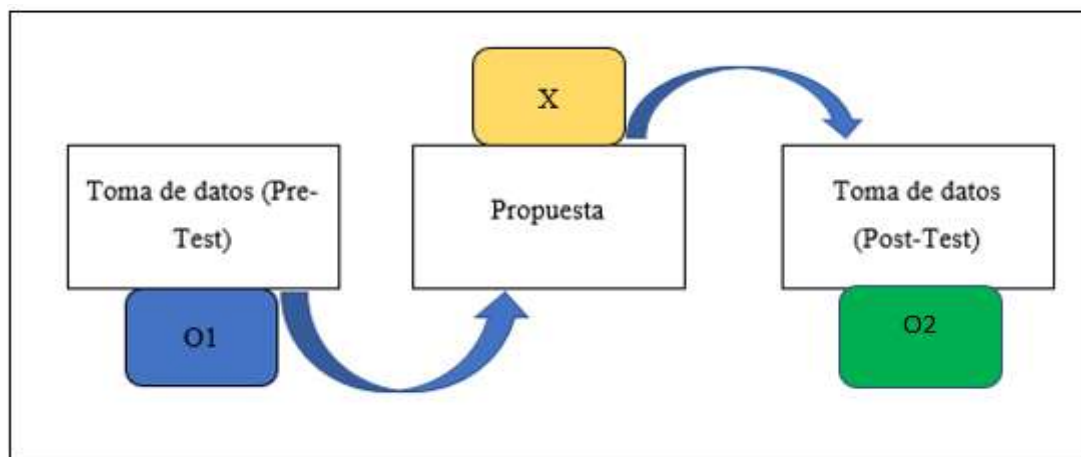 X
Toma de datos (Pre-
Test)
Propuesta
Toma de datos
(Post-Test)
O1
O2